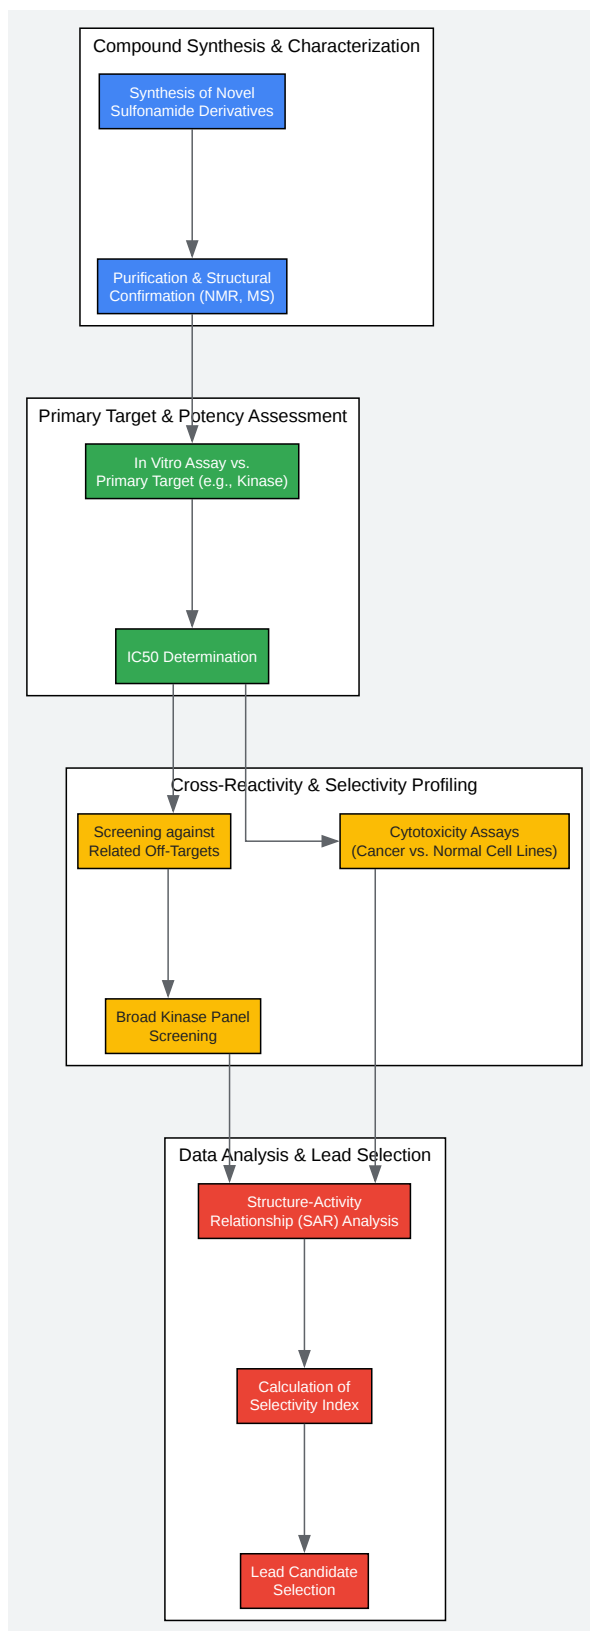 Compound Synthesis & Characterization
Synthesis of Novel
Sulfonamide Derivatives
Purification & Structural
Confirmation (NMR, MS)
Primary Target & Potency Assessment
In Vitro Assay vs.
Primary Target (e.g., Kinase)
IC50 Determination
Cross-Reactivity & Selectivity Profiling
Screening against
Related Off-Targets
Cytotoxicity Assays
(Cancer vs. Normal Cell Lines)
Broad Kinase Panel
Screening
Data Analysis & Lead Selection
Structure-Activity
Relationship (SAR) Analysis
Calculation of
Selectivity Index
Lead Candidate
Selection